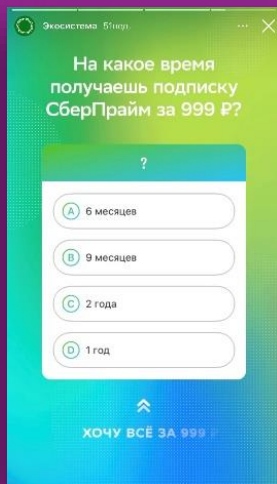 Экосистема 51нед.
На какое время
получаешь подписку
СберПрайм за 999 ₽?
?
A 6 месяцев
B 9 месяцев
C 2 года
D 1 год
ХОЧУ ВСЁ ЗА 999 ₽